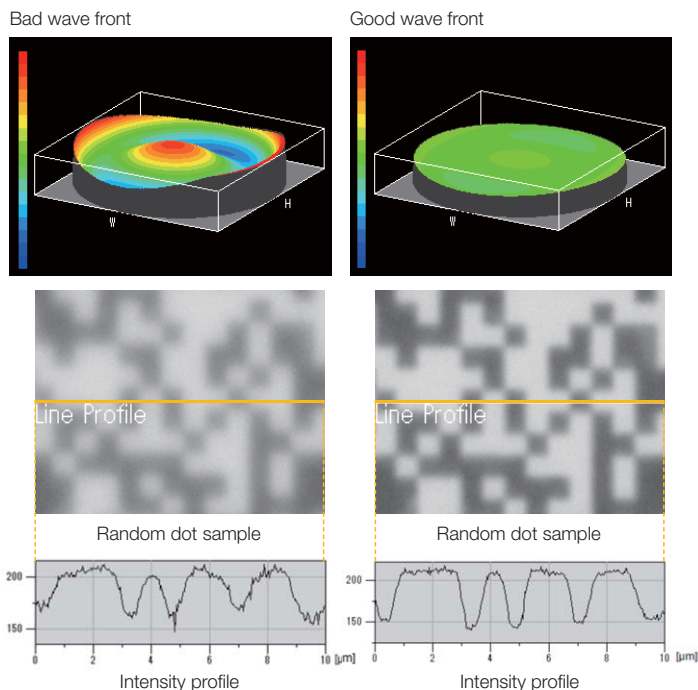 Bad wave front
Good wave front
W
H
W
H
Line Profile
Line Profile
Random dot sample
Random dot sample
200
150
0 2 4 6 8 10 [μm]
200
150
0 2 4 6 8 10 [μm]
Intensity profile
Intensity profile